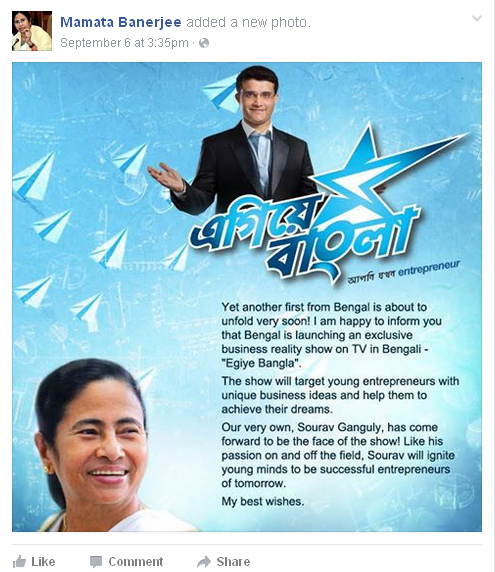 Mamata Banerjee added a new photo.
September 6 at 3:35pm ·
এগিয়ে
বাংলা
আপনি যখন entrepreneur
Yet another first from Bengal is about to
unfold very soon! I am happy to inform you
that Bengal is launching an exclusive
business reality show on TV in Bengali -
"Egiye Bangla".
The show will target young entrepreneurs with
unique business ideas and help them to
achieve their dreams.
Our very own, Sourav Ganguly, has come
forward to be the face of the show! Like his
passion on and off the field, Sourav will ignite
young minds to be successful entrepreneurs
of tomorrow.
My best wishes.
Like Comment Share